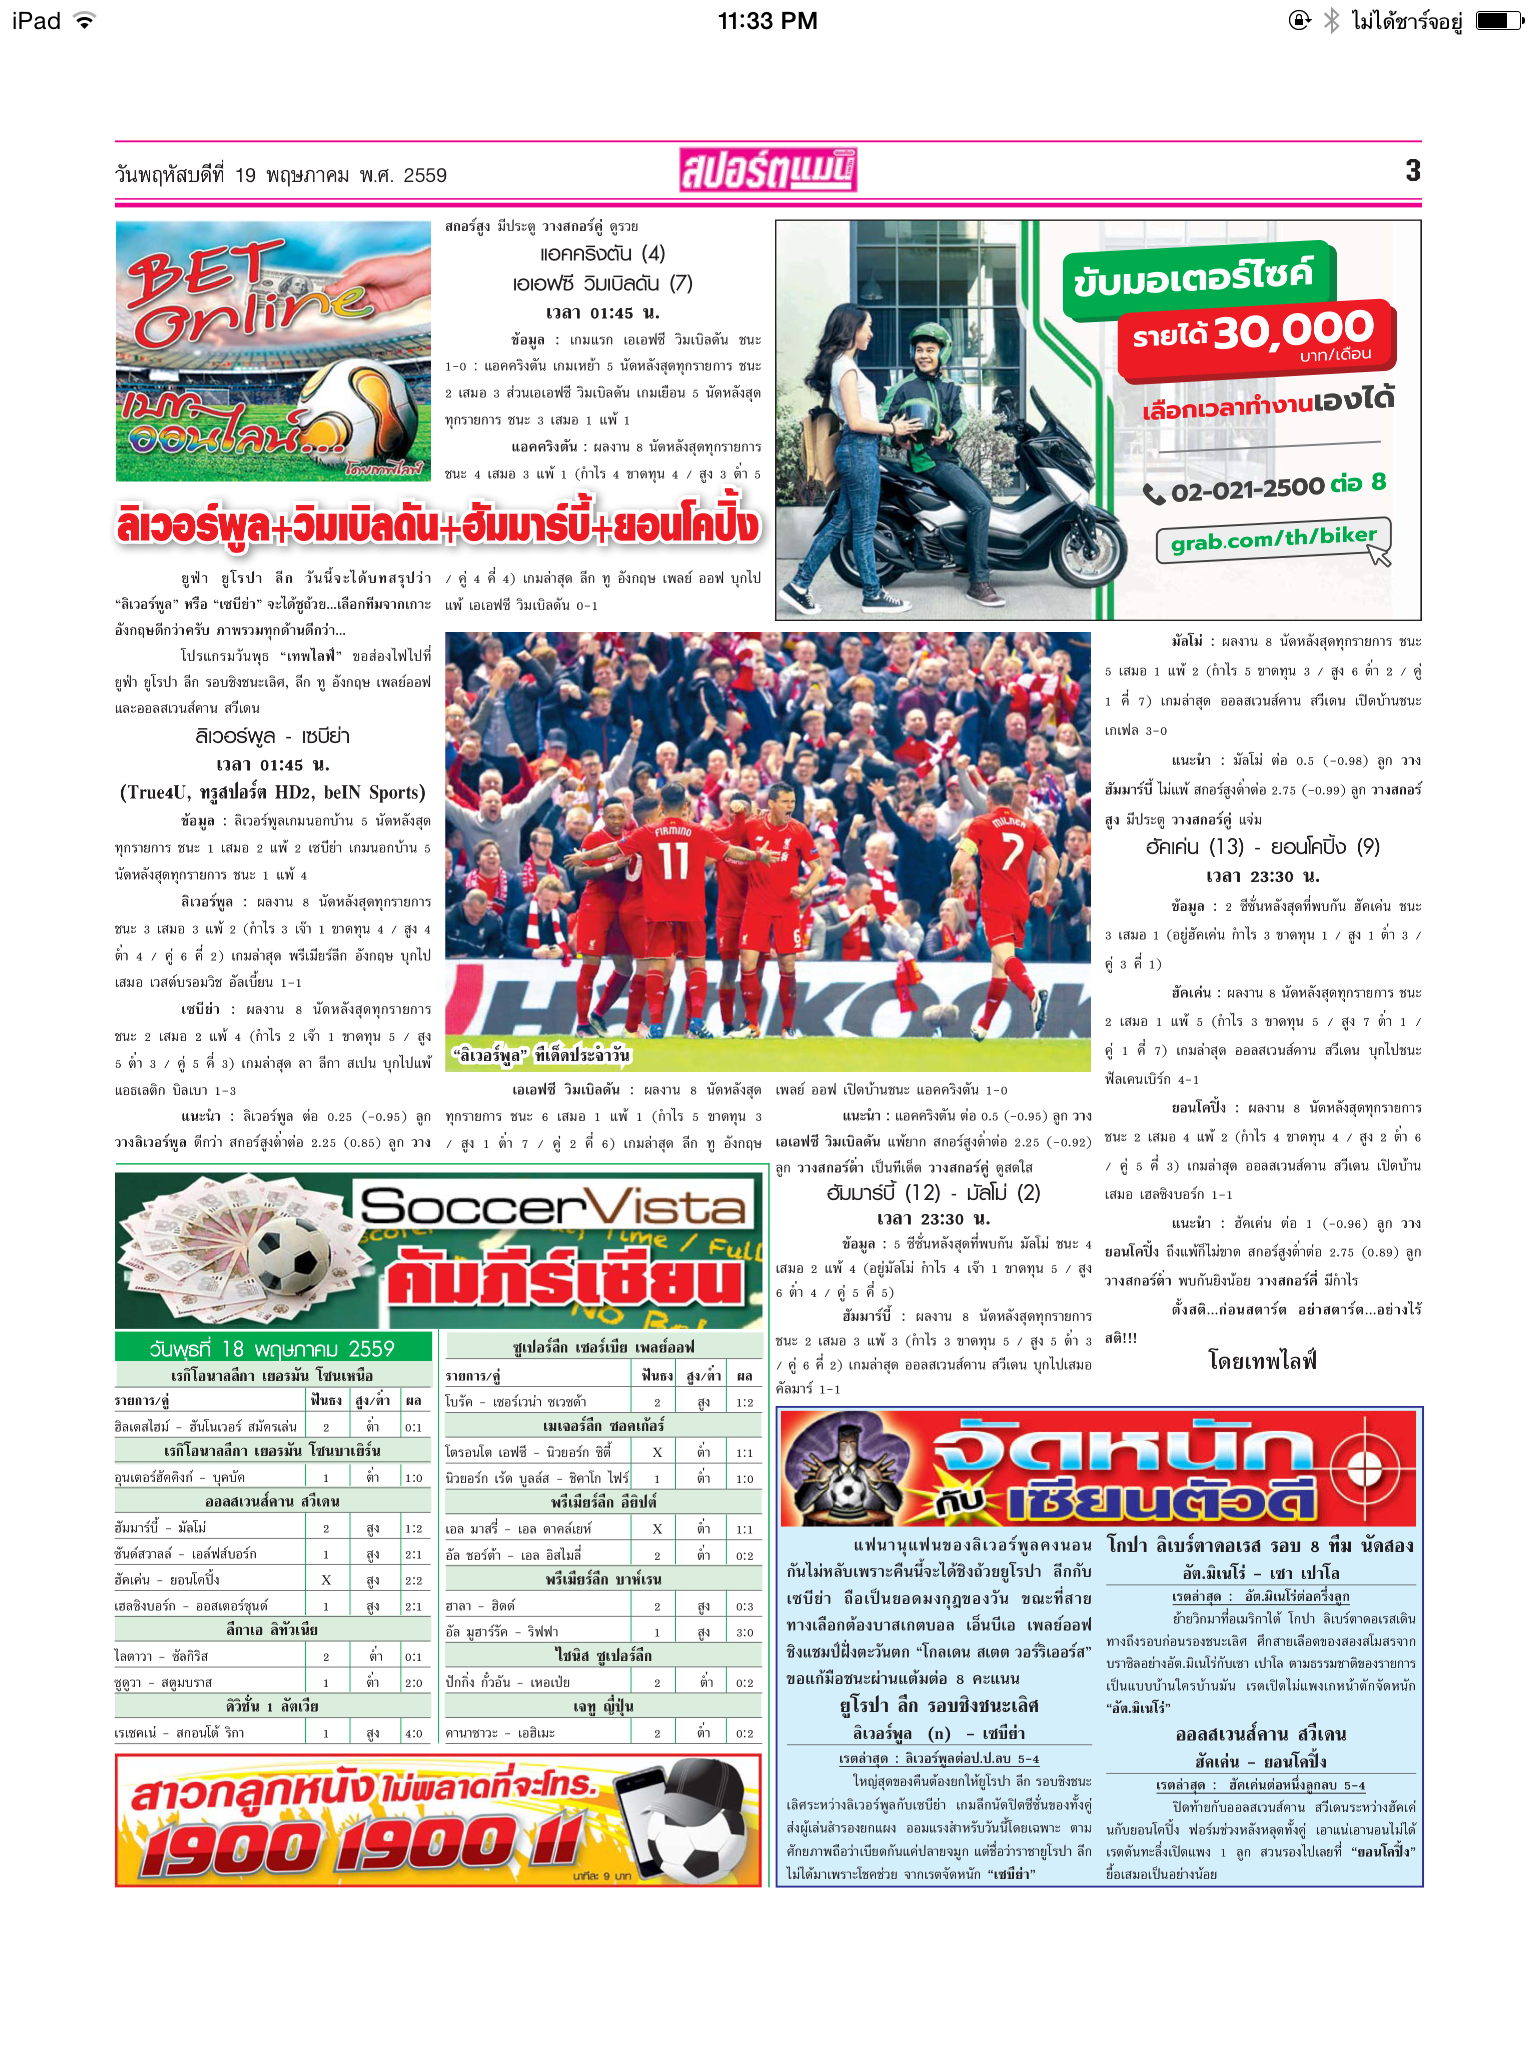 iPad
11:33 PM
ไม่ได้ชาร์จอยู่
วันพฤหัสบดีที่ 19 พฤษภาคม พ.ศ. 2559
สปอร์ตแมน
3
BET
Online
เบท
ออนไลน์...
โดยเทพไลฟ์
สกอร์สูง มีประตู วางสกอร์คู่ ดูรวย
แอคคริงตัน (4)
เอเอฟซี วิมเบิลดัน (7)
เวลา 01:45 น.
ข้อมูล : เกมแรก เอเอฟซี วิมเบิลดัน ชนะ
1-0 : แอคคริงตัน เกมเหย้า 5 นัดหลังสุดทุกรายการ ชนะ
2 เสมอ 3 ส่วนเอเอฟซี วิมเบิลดัน เกมเยือน 5 นัดหลังสุด
ทุกรายการ ชนะ 3 เสมอ 1 แพ้ 1
แอคคริงตัน : ผลงาน 8 นัดหลังสุดทุกรายการ
ชนะ 4 เสมอ 3 แพ้ 1 (กำไร 4 ขาดทุน 4 / สูง 3 ต่ำ 5
ขับมอเตอร์ไซค์
รายได้ 30,000
บาท/เดือน
เลือกเวลาทำงานเองได้
02-021-2500 ต่อ 8
grab.com/th/biker
ลิเวอร์พูล+วิมเบิลดัน+ฮัมมาร์บี้+ยอนโคปิ้ง
ยูฟ่า ยูโรปา ลีก วันนี้จะได้บทสรุปว่า
“ลิเวอร์พูล” หรือ “เซบีย่า” จะได้ชูถ้วย...เลือกทีมจากเกาะ
อังกฤษดีกว่าครับ ภาพรวมทุกด้านดีกว่า...
โปรแกรมวันพุธ “เทพไลฟ์” ขอส่องไฟไปที่
ยูฟ่า ยูโรปา ลีก รอบชิงชนะเลิศ, ลีก ทู อังกฤษ เพลย์ออฟ
และออลสเวนส์คาน สวีเดน
ลิเวอร์พูล - เซบีย่า
เวลา 01:45 น.
(True4U, ทรูสปอร์ต HD2, beIN Sports)
ข้อมูล : ลิเวอร์พูลเกมนอกบ้าน 5 นัดหลังสุด
ทุกรายการ ชนะ 1 เสมอ 2 แพ้ 2 เซบีย่า เกมนอกบ้าน 5
นัดหลังสุดทุกรายการ ชนะ 1 แพ้ 4
ลิเวอร์พูล : ผลงาน 8 นัดหลังสุดทุกรายการ
ชนะ 3 เสมอ 3 แพ้ 2 (กำไร 3 เจ๊า 1 ขาดทุน 4 / สูง 4
ต่ำ 4 / คู่ 6 คี่ 2) เกมล่าสุด พรีเมียร์ลีก อังกฤษ บุกไป
เสมอ เวสต์บรอมวิช อัลเบี้ยน 1-1
เซบีย่า : ผลงาน 8 นัดหลังสุดทุกรายการ
ชนะ 2 เสมอ 2 แพ้ 4 (กำไร 2 เจ๊า 1 ขาดทุน 5 / สูง
5 ต่ำ 3 / คู่ 5 คี่ 3) เกมล่าสุด ลา ลีกา สเปน บุกไปแพ้
แอธเลติก บิลเบา 1-3
แนะนำ : ลิเวอร์พูล ต่อ 0.25 (-0.95) ลูก
วางลิเวอร์พูล ดีกว่า สกอร์สูงต่ำต่อ 2.25 (0.85) ลูก วาง
/ คู่ 4 คี่ 4) เกมล่าสุด ลีก ทู อังกฤษ เพลย์ ออฟ บุกไป
แพ้ เอเอฟซี วิมเบิลดัน 0-1
FIRMINO
11
6
MILNER
7
HANKOOK
“ลิเวอร์พูล” ทีเด็ดประจำวัน
เอเอฟซี วิมเบิลดัน : ผลงาน 8 นัดหลังสุด
ทุกรายการ ชนะ 6 เสมอ 1 แพ้ 1 (กำไร 5 ขาดทุน 3
/ สูง 1 ต่ำ 7 / คู่ 2 คี่ 6) เกมล่าสุด ลีก ทู อังกฤษ
เพลย์ ออฟ เปิดบ้านชนะ แอคคริงตัน 1-0
แนะนำ : แอคคริงตัน ต่อ 0.5 (-0.95) ลูก วาง
เอเอฟซี วิมเบิลดัน แพ้ยาก สกอร์สูงต่ำต่อ 2.25 (-0.92)
ลูก วางสกอร์ต่ำ เป็นทีเด็ด วางสกอร์คู่ ดูสดใส
ฮัมมาร์บี้ (12) - มัลโม่ (2)
เวลา 23:30 น.
ข้อมูล : 5 ซีซั่นหลังสุดที่พบกัน มัลโม่ ชนะ 4
เสมอ 2 แพ้ 4 (อยู่มัลโม่ กำไร 4 เจ๊า 1 ขาดทุน 5 / สูง
6 ต่ำ 4 / คู่ 5 คี่ 5)
ฮัมมาร์บี้ : ผลงาน 8 นัดหลังสุดทุกรายการ
ชนะ 2 เสมอ 3 แพ้ 3 (กำไร 3 ขาดทุน 5 / สูง 5 ต่ำ 3
/ คู่ 6 คี่ 2) เกมล่าสุด ออลสเวนส์คาน สวีเดน บุกไปเสมอ
คัลมาร์ 1-1
มัลโม่ : ผลงาน 8 นัดหลังสุดทุกรายการ ชนะ
5 เสมอ 1 แพ้ 2 (กำไร 5 ขาดทุน 3 / สูง 6 ต่ำ 2 / คู่
1 คี่ 7) เกมล่าสุด ออลสเวนส์คาน สวีเดน เปิดบ้านชนะ
เกเฟล 3-0
แนะนำ : มัลโม่ ต่อ 0.5 (-0.98) ลูก วาง
ฮัมมาร์บี้ ไม่แพ้ สกอร์สูงต่ำต่อ 2.75 (-0.99) ลูก วางสกอร์
สูง มีประตู วางสกอร์คู่ แจ่ม
ฮัคเค่น (13) - ยอนโคปิ้ง (9)
เวลา 23:30 น.
ข้อมูล : 2 ซีซั่นหลังสุดที่พบกัน ฮัคเค่น ชนะ
3 เสมอ 1 (อยู่ฮัคเค่น กำไร 3 ขาดทุน 1 / สูง 1 ต่ำ 3 /
คู่ 3 คี่ 1)
ฮัคเค่น : ผลงาน 8 นัดหลังสุดทุกรายการ ชนะ
2 เสมอ 1 แพ้ 5 (กำไร 3 ขาดทุน 5 / สูง 7 ต่ำ 1 /
คู่ 1 คี่ 7) เกมล่าสุด ออลสเวนส์คาน สวีเดน บุกไปชนะ
ฟัลเคนเบิร์ก 4-1
ยอนโคปิ้ง : ผลงาน 8 นัดหลังสุดทุกรายการ
ชนะ 2 เสมอ 4 แพ้ 2 (กำไร 4 ขาดทุน 4 / สูง 2 ต่ำ 6
/ คู่ 5 คี่ 3) เกมล่าสุด ออลสเวนส์คาน สวีเดน เปิดบ้าน
เสมอ เฮลซิงบอร์ก 1-1
แนะนำ : ฮัคเค่น ต่อ 1 (-0.96) ลูก วาง
ยอนโคปิ้ง ถึงแพ้ก็ไม่ขาด สกอร์สูงต่ำต่อ 2.75 (0.89) ลูก
วางสกอร์ต่ำ พบกันยิงน้อย วางสกอร์คี่ มีกำไร
ตั้งสติ...ก่อนสตาร์ต อย่าสตาร์ต...อย่างไร้
สติ!!!
โดยเทพไลฟ์
SoccerVista
คัมภีร์เซียน
วันพุธที่ 18 พฤษภาคม 2559
เรกิโอนาลลีกา เยอรมัน โซนเหนือ
รายการ/คู่ ฟันธง สูง/ต่ำ ผล
ฮิลเดสไฮม์ - ฮันโนเวอร์ สมัครเล่น 2 ต่ำ 0:1
เรกิโอนาลลีกา เยอรมัน โซนบาเยิร์น
อุนเตอร์ฮัคคิงก์ - บุคบัค 1 ต่ำ 1:0
ออลสเวนส์คาน สวีเดน
ฮัมมาร์บี้ - มัลโม่ 2 สูง 1:2
ซันด์สวาลล์ - เอล์ฟส์บอร์ก 1 สูง 2:1
ฮัคเค่น - ยอนโคปิ้ง X สูง 2:2
เฮลซิงบอร์ก - ออสเตอร์ซุนด์ 1 สูง 2:1
ลีกาเอ ลิทัวเนีย
ไลตาวา - ซัลกิริส 2 ต่ำ 0:1
ซูดูวา - สตูมบราส 1 ต่ำ 2:0
ดิวิชั่น 1 ลัตเวีย
เรเซคเน่ - สกอนโต้ ริกา 1 สูง 4:0
ซูเปอร์ลีก เซอร์เบีย เพลย์ออฟ
รายการ/คู่ ฟันธง สูง/ต่ำ ผล
โบรัค - เซอร์เวน่า ซเวซด้า 2 สูง 1:2
เมเจอร์ลีก ซอคเก้อร์
โตรอนโต เอฟซี - นิวยอร์ก ซิตี้ X ต่ำ 1:1
นิวยอร์ก เร้ด บูลส์ส - ชิคาโก ไฟร์ 1 ต่ำ 1:0
พรีเมียร์ลีก อียิปต์
เอล มาสรี่ - เอล ดาคล์เยห์ X ต่ำ 1:1
อัล ชอร์ต้า - เอล อิสไมลี่ 2 ต่ำ 0:2
พรีเมียร์ลีก บาห์เรน
ฮาลา - ฮิดด์ 2 สูง 0:3
อัล มูฮาร์รัค - ริฟฟา 1 สูง 3:0
ไชนิส ซูเปอร์ลีก
ปักกิ่ง กั๋วอัน - เหอเป่ย 2 ต่ำ 0:2
เจทู ญี่ปุ่น
คานาซาวะ - เอฮิเมะ 2 ต่ำ 0:2
สาวกลูกหนัง ไม่พลาดที่จะโทร.
1900 1900 11
นาทีละ 9 บาท
จัดหนัก
กับ เซียนตัวดี
แฟนานุแฟนของลิเวอร์พูลคงนอน
กันไม่หลับเพราะคืนนี้จะได้ชิงถ้วยยูโรปา ลีกกับ
เซบีย่า ถือเป็นยอดมงกุฎของวัน ขณะที่สาย
ทางเลือกต้องบาสเกตบอล เอ็นบีเอ เพลย์ออฟ
ชิงแชมป์ฝั่งตะวันตก “โกลเดน สเตต วอร์ริเออร์ส”
ขอแก้มือชนะผ่านแต้มต่อ 8 คะแนน
ยูโรปา ลีก รอบชิงชนะเลิศ
ลิเวอร์พูล (n) - เซบีย่า
เรตล่าสุด : ลิเวอร์พูลต่อป.ป.ลบ 5-4
ใหญ่สุดของคืนต้องยกให้ยูโรปา ลีก รอบชิงชนะ
เลิศระหว่างลิเวอร์พูลกับเซบีย่า เกมลีกนัดปิดซีซั่นของทั้งคู่
ส่งผู้เล่นสำรองยกแผง ออมแรงสำหรับวันนี้โดยเฉพาะ ตาม
ศักยภาพถือว่าเบียดกันแค่ปลายจมูก แต่ชื่อว่าราชายูโรปา ลีก
ไม่ได้มาเพราะโชคช่วย จากเรตจัดหนัก “เซบีย่า”
โกปา ลิเบร์ตาดอเรส รอบ 8 ทีม นัดสอง
อัต.มิเนโร่ - เซา เปาโล
เรตล่าสุด : อัต.มิเนโร่ต่อครึ่งลูก
ย้ายวิกมาที่อเมริกาใต้ โกปา ลิเบร์ตาดอเรสเดิน
ทางถึงรอบก่อนรองชนะเลิศ ศึกสายเลือดของสองสโมสรจาก
บราซิลอย่างอัต.มิเนโร่กับเซา เปาโล ตามธรรมชาติของรายการ
เป็นแบบบ้านใครบ้านมัน เรตเปิดไม่แพงเกหน้าตักจัดหนัก
“อัต.มิเนโร่”
ออลสเวนส์คาน สวีเดน
ฮัคเค่น - ยอนโคปิ้ง
เรตล่าสุด : ฮัคเค่นต่อหนึ่งลูกลบ 5-4
ปิดท้ายกับออลสเวนส์คาน สวีเดนระหว่างฮัคเค่
นกับยอนโคปิ้ง ฟอร์มช่วงหลังหลุดทั้งคู่ เอาแน่เอานอนไม่ได้
เรตดันทะลึ่งเปิดแพง 1 ลูก สวนรองไปเลยที่ “ยอนโคปิ้ง”
ยื้อเสมอเป็นอย่างน้อย